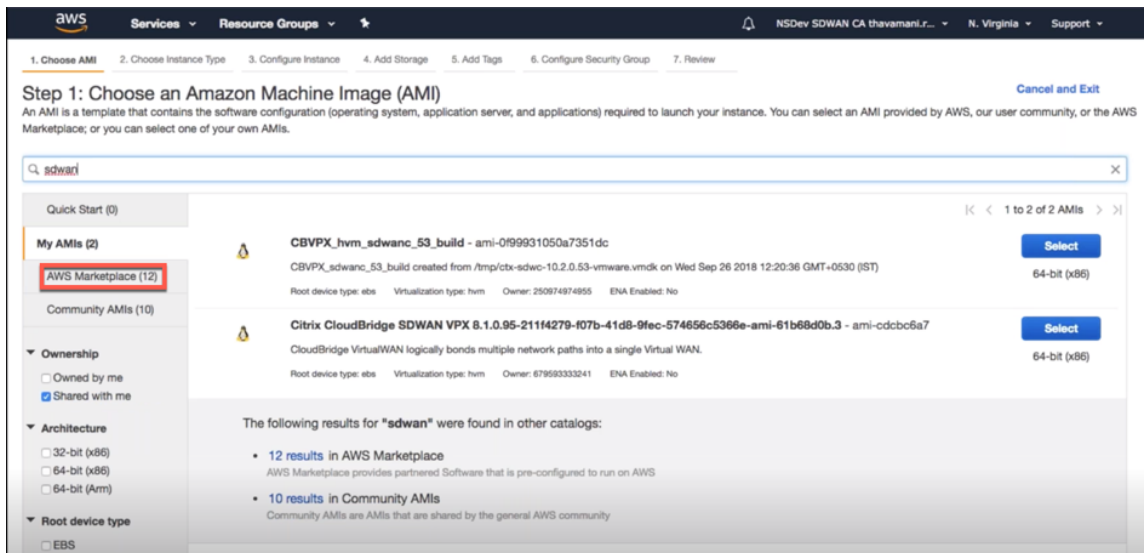 aws Services Resource Groups NSDev SDWAN CA thavamani.r... N. Virginia Support
1. Choose AMI 2. Choose Instance Type 3. Configure Instance 4. Add Storage 5. Add Tags 6. Configure Security Group 7. Review
Step 1: Choose an Amazon Machine Image (AMI)
Cancel and Exit
An AMI is a template that contains the software configuration (operating system, application server, and applications) required to launch your instance. You can select an AMI provided by AWS, our user community, or the AWS
Marketplace; or you can select one of your own AMIs.
sdwan
Quick Start (0)
My AMIs (2)
AWS Marketplace (12)
Community AMIs (10)
Ownership
Owned by me
Shared with me
Architecture
32-bit (x86)
64-bit (x86)
64-bit (Arm)
Root device type
EBS
1 to 2 of 2 AMIs
CBVPX_hvm_sdwanc_53_build - ami-0f99931050a7351dc
Select
CBVPX_sdwanc_53_build created from /tmp/ctx-sdwc-10.2.0.53-vmware.vmdk on Wed Sep 26 2018 12:20:36 GMT+0530 (IST)
64-bit (x86)
Root device type: ebs Virtualization type: hvm Owner: 250974974955 ENA Enabled: No
Citrix CloudBridge SDWAN VPX 8.1.0.95-211f4279-f07b-41d8-9fec-574656c5366e-ami-61b68d0b.3 - ami-cdcbc6a7
Select
CloudBridge VirtualWAN logically bonds multiple network paths into a single Virtual WAN.
64-bit (x86)
Root device type: ebs Virtualization type: hvm Owner: 679593333241 ENA Enabled: No
The following results for "sdwan" were found in other catalogs:
12 results in AWS Marketplace
AWS Marketplace provides partnered Software that is pre-configured to run on AWS
10 results in Community AMIs
Community AMIs are AMIs that are shared by the general AWS community